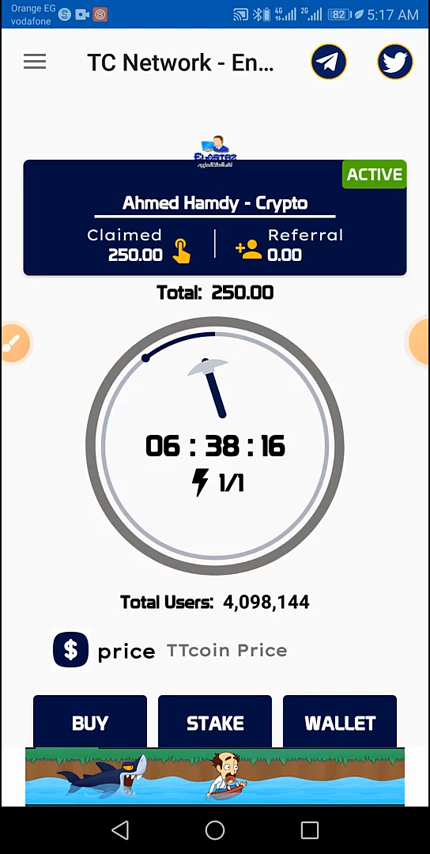 Orange EG
vodafone
4G
2G
82
5:17 AM
TC Network - En...
ACTIVE
Ahmed Hamdy - Crypto
Claimed
250.00
Referral
0.00
Total: 250.00
06 : 38 : 16
1/1
Total Users: 4,098,144
$ price TTcoin Price
BUY
STAKE
WALLET